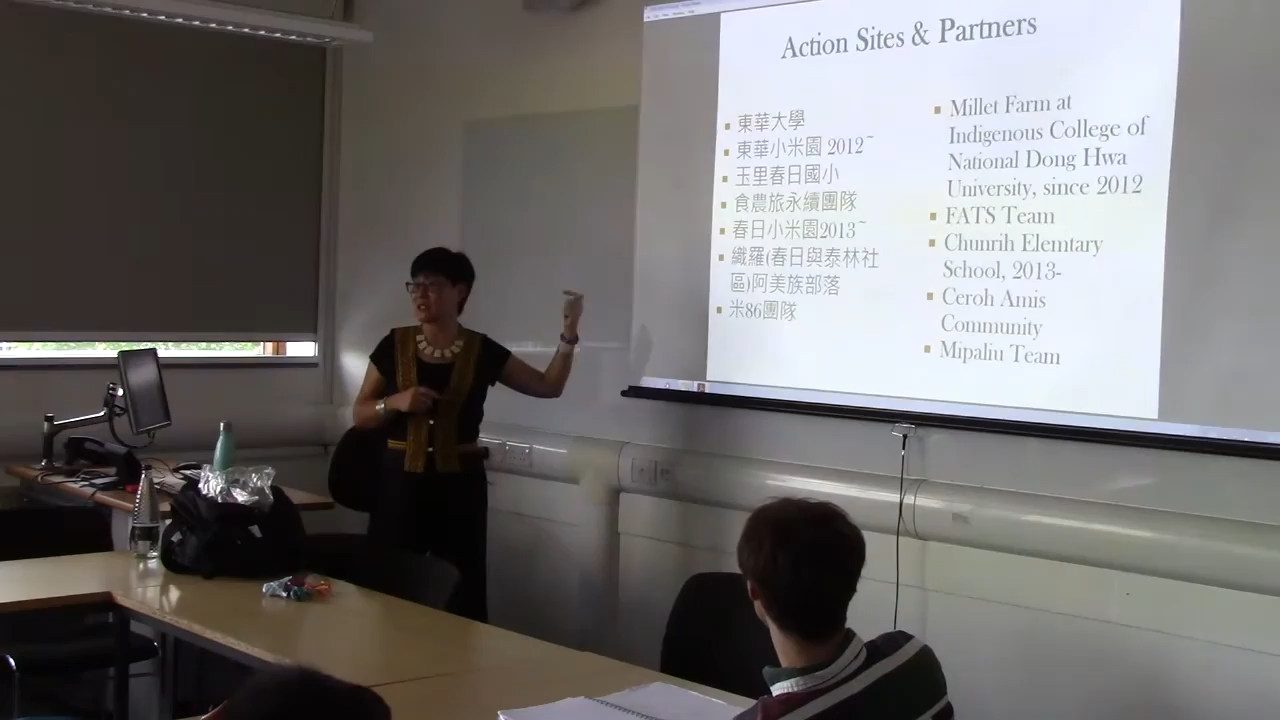 Action Sites & Partners
東華大學
東華小米園 2012~
玉里春日國小
食農旅永續團隊
春日小米園2013~
織羅(春日與泰林社
區)阿美族部落
米86團隊
Millet Farm at
Indigenous College of
National Dong Hwa
University, since 2012
FATS Team
Chunrih Elemtary
School, 2013-
Ceroh Amis
Community
Mipaliu Team